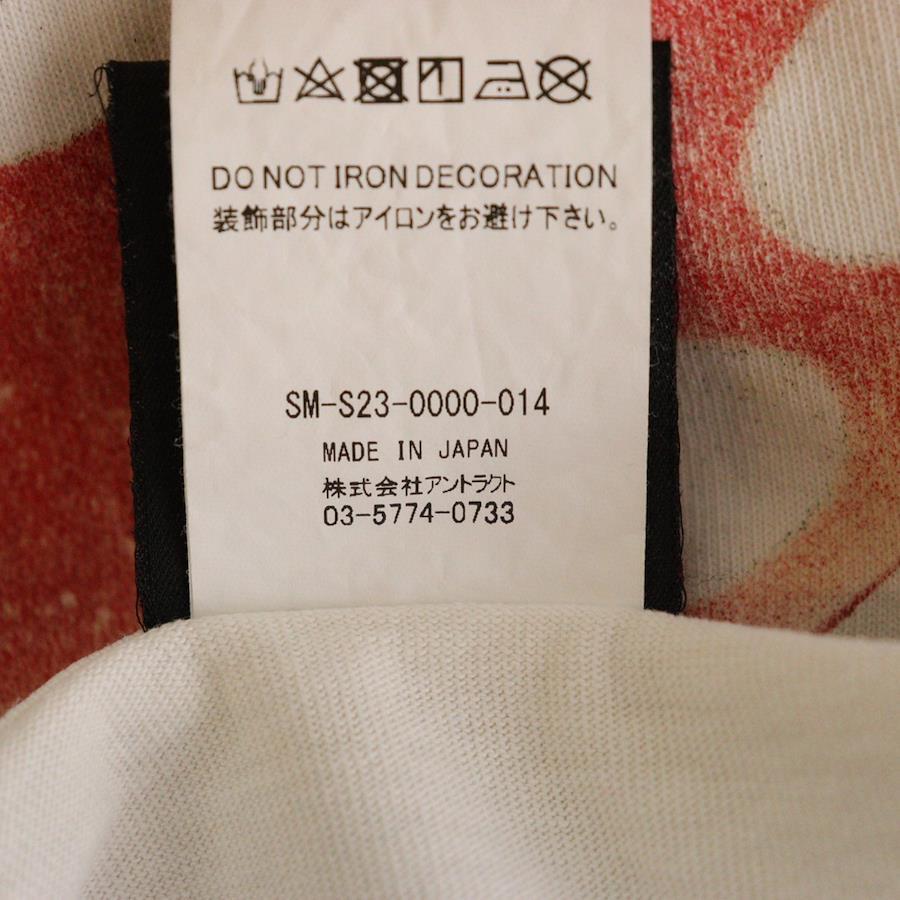 DO NOT IRON DECORATION
装飾部分はアイロンをお避け下さい。
SM-S23-0000-014
MADE IN JAPAN
株式会社アントラクト
03-5774-0733